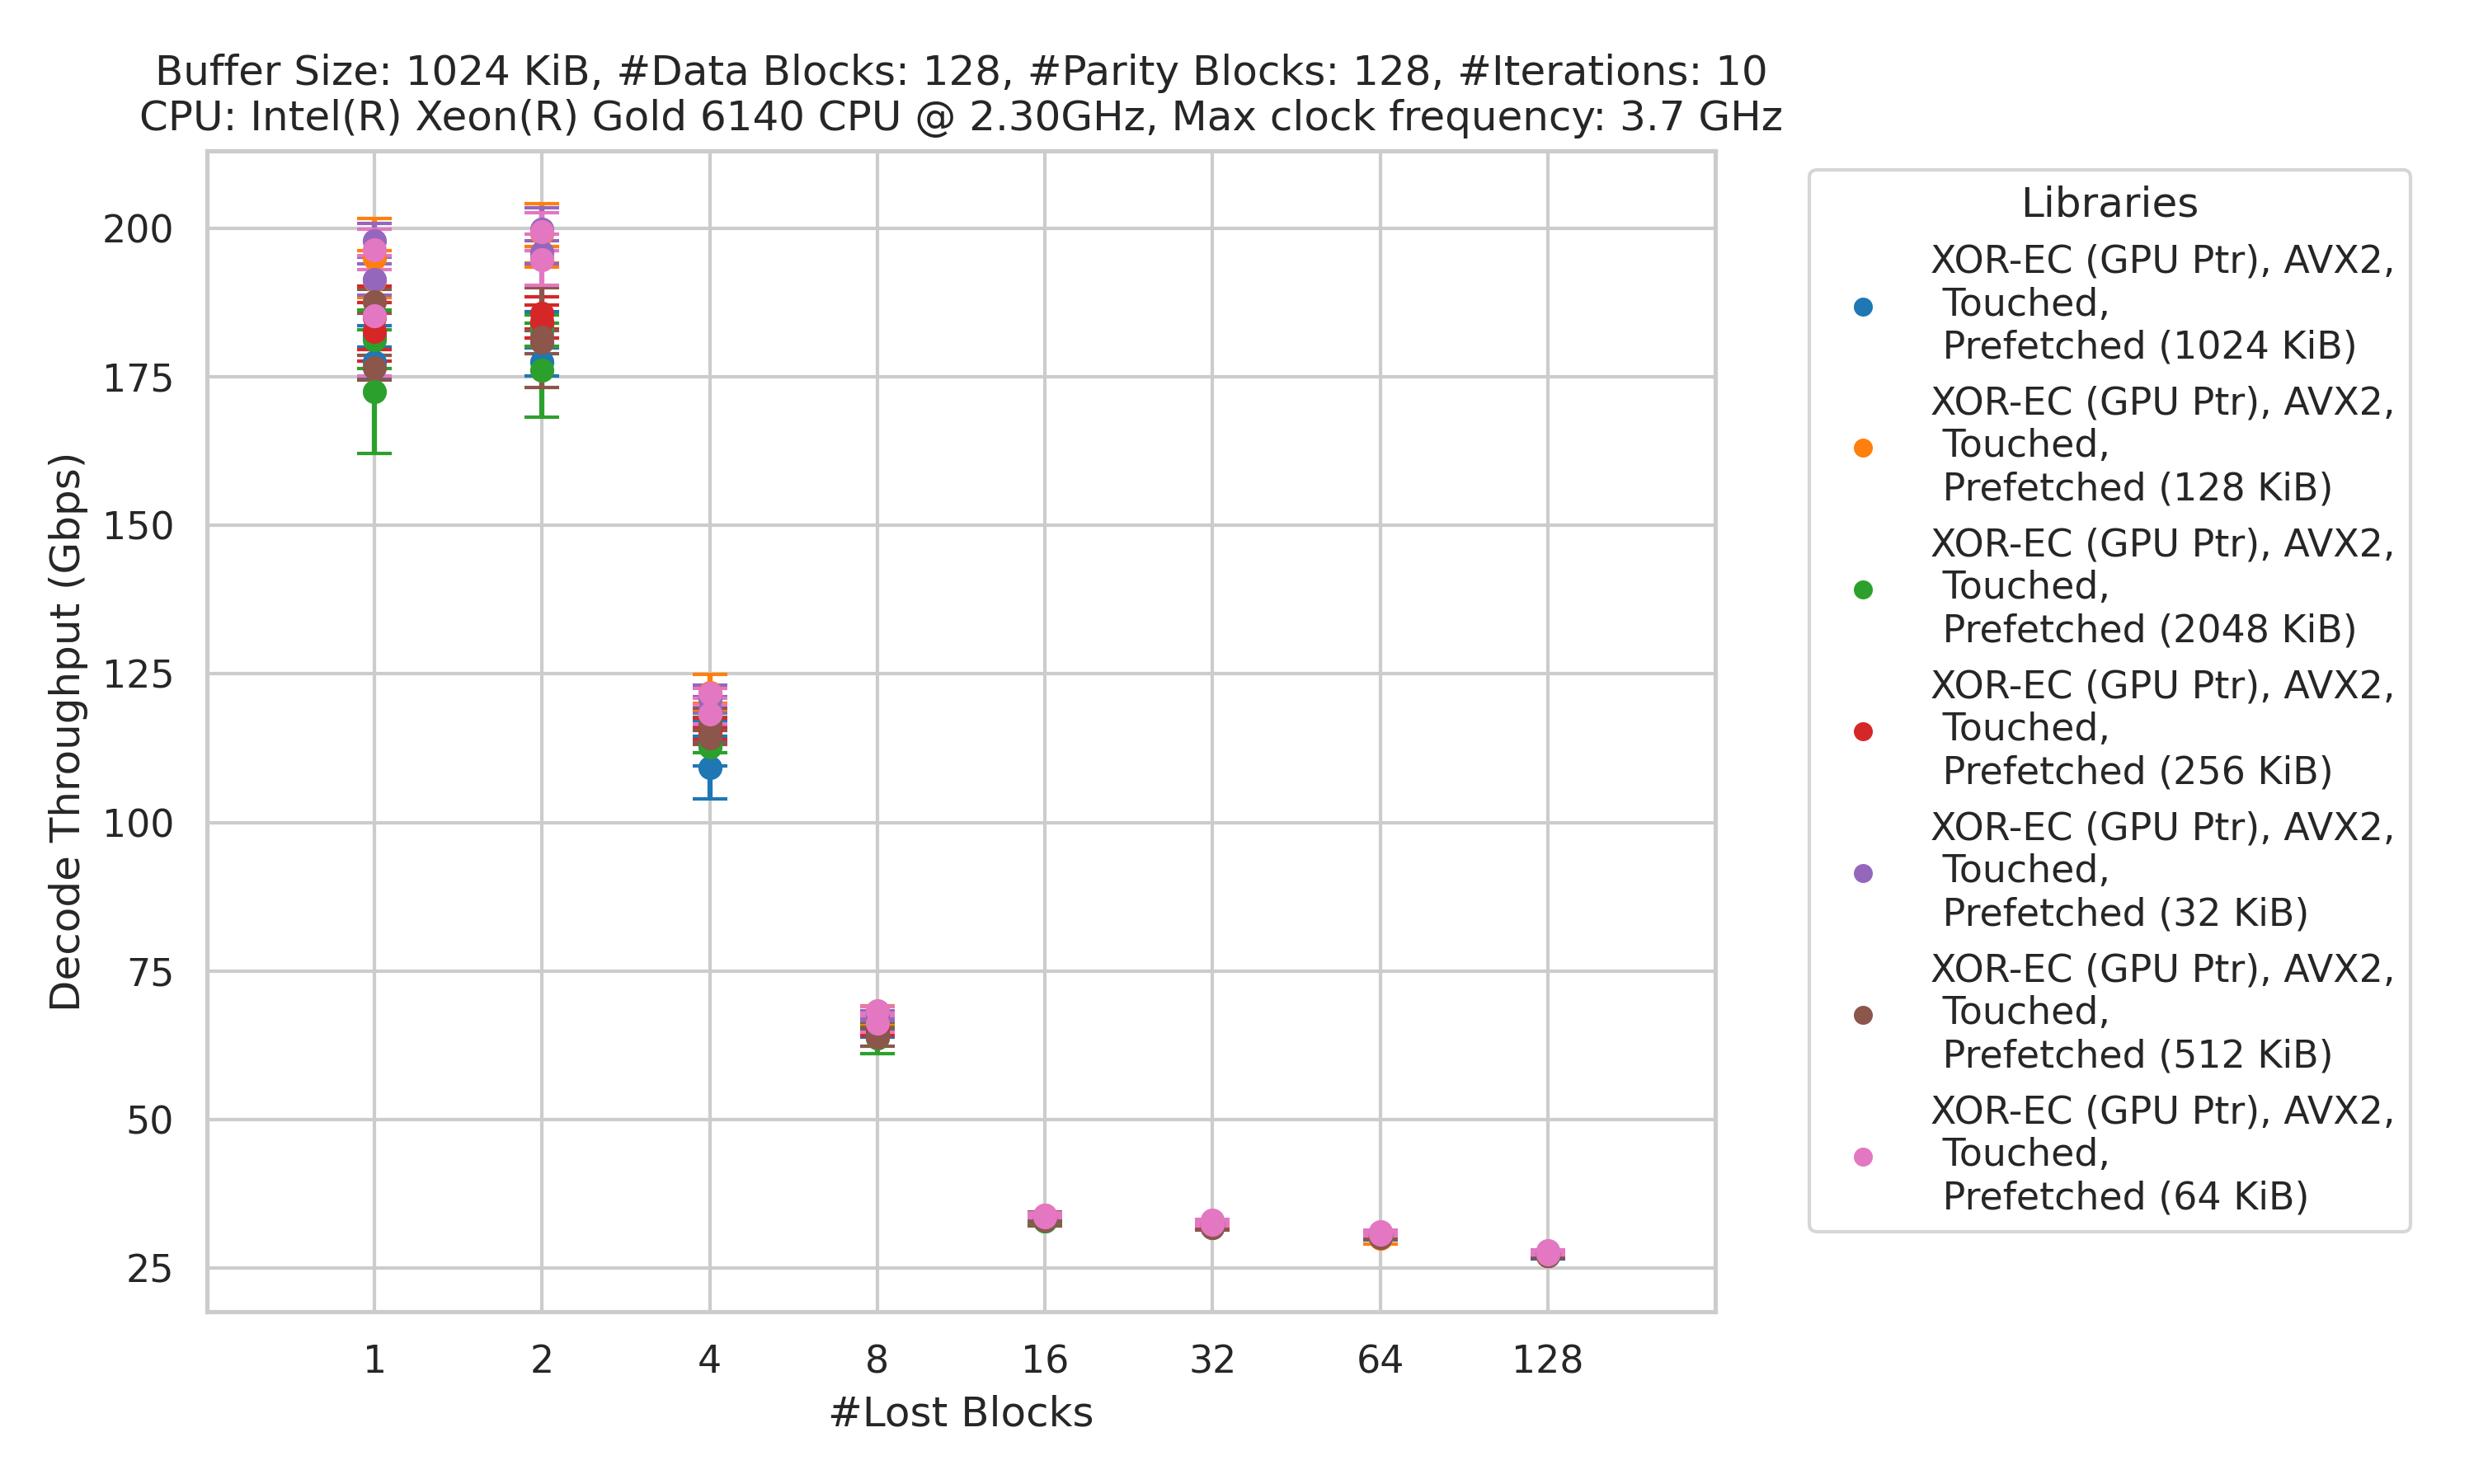 Buffer Size: 1024 KiB, #Data Blocks: 128, #Parity Blocks: 128, #Iterations: 10
CPU: Intel(R) Xeon(R) Gold 6140 CPU @ 2.30GHz, Max clock frequency: 3.7 GHz
Decode Throughput (Gbps)
200
175
150
125
100
75
50
25
1 2 4 8 16 32 64 128
#Lost Blocks
Libraries
XOR-EC (GPU Ptr), AVX2,
Touched,
Prefetched (1024 KiB)
XOR-EC (GPU Ptr), AVX2,
Touched,
Prefetched (128 KiB)
XOR-EC (GPU Ptr), AVX2,
Touched,
Prefetched (2048 KiB)
XOR-EC (GPU Ptr), AVX2,
Touched,
Prefetched (256 KiB)
XOR-EC (GPU Ptr), AVX2,
Touched,
Prefetched (32 KiB)
XOR-EC (GPU Ptr), AVX2,
Touched,
Prefetched (512 KiB)
XOR-EC (GPU Ptr), AVX2,
Touched,
Prefetched (64 KiB)